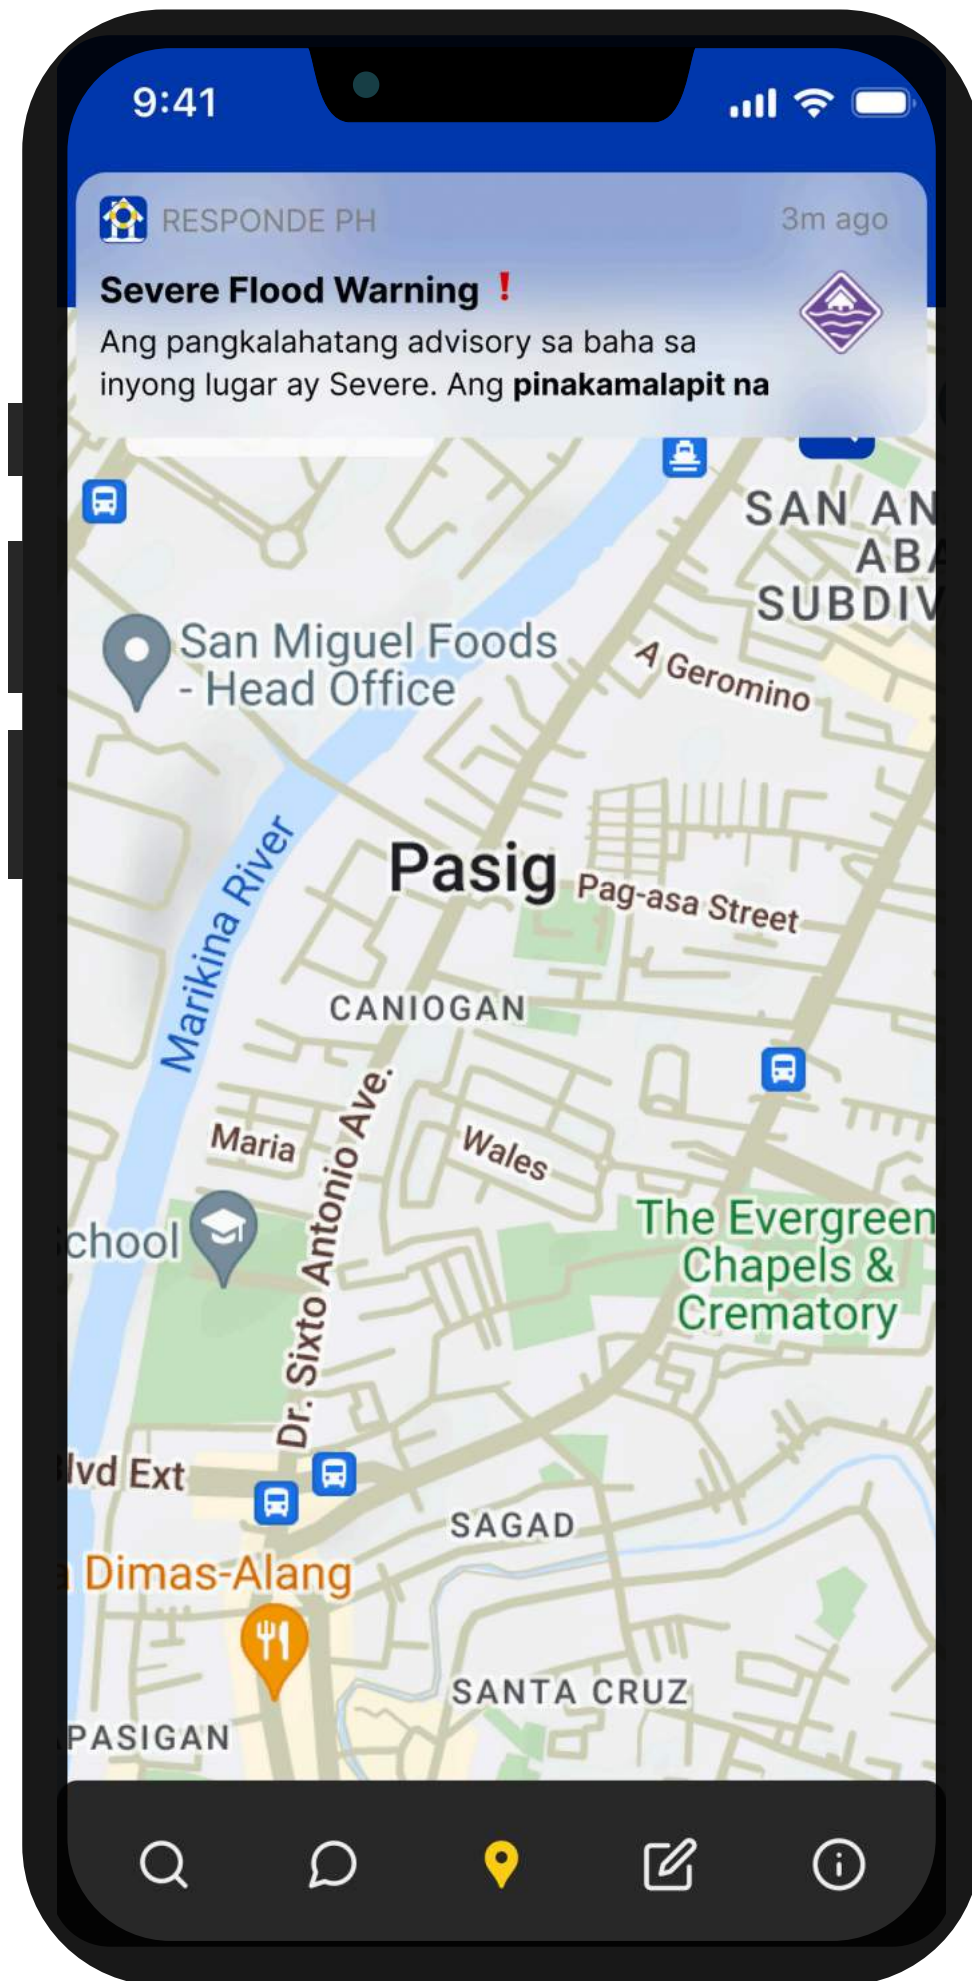 9:41
RESPONDE PH
3m ago
Severe Flood Warning❗
Ang pangkalahatang advisory sa baha sa
inyong lugar ay Severe. Ang pinakamalapit na
SAN AN
ABA
SUBDIV
San Miguel Foods
- Head Office
A Geromino
Marikina River
Pasig
Pag-asa Street
CANIOGAN
Dr. Sixto Antonio Ave.
Maria
Wales
chool
The Evergreen
Chapels &
Crematory
lvd Ext
SAGAD
a Dimas-Alang
SANTA CRUZ
PASIGAN